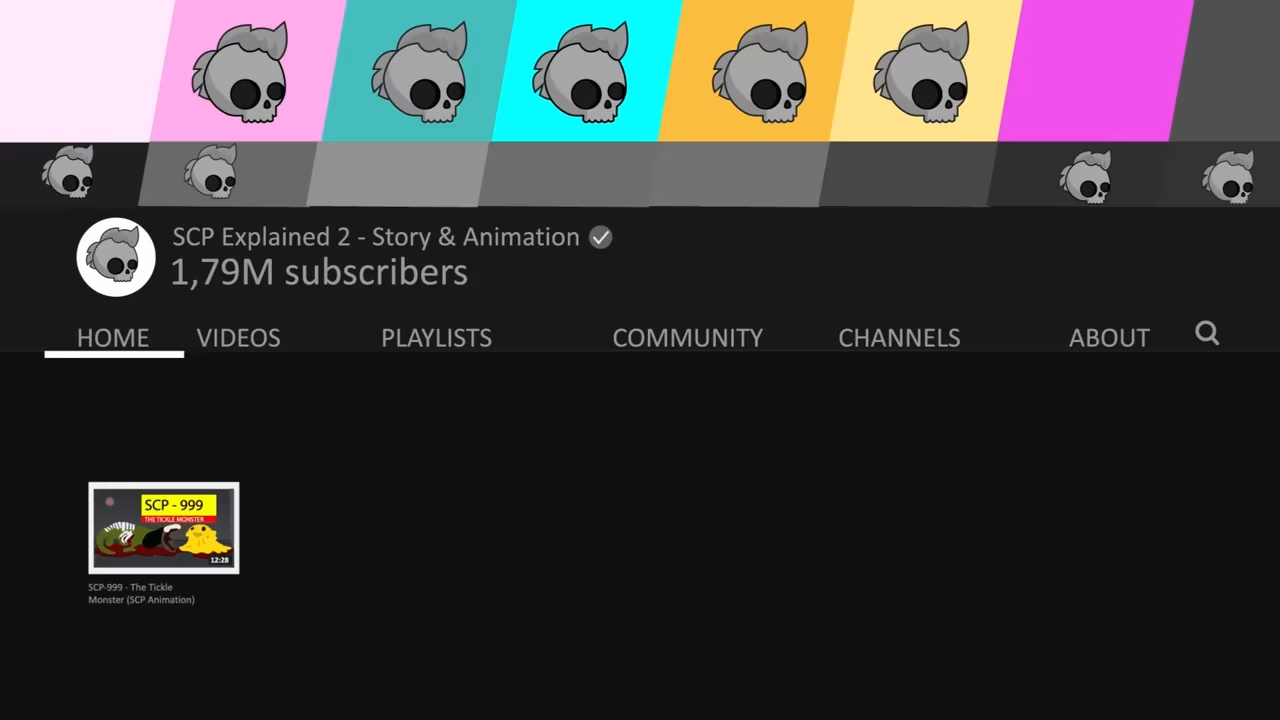 SCP Explained 2 - Story & Animation
1,79M subscribers
HOME VIDEOS PLAYLISTS COMMUNITY CHANNELS ABOUT
SCP - 999
THE TICKLE MONSTER
12:28
SCP-999 - The Tickle
Monster (SCP Animation)